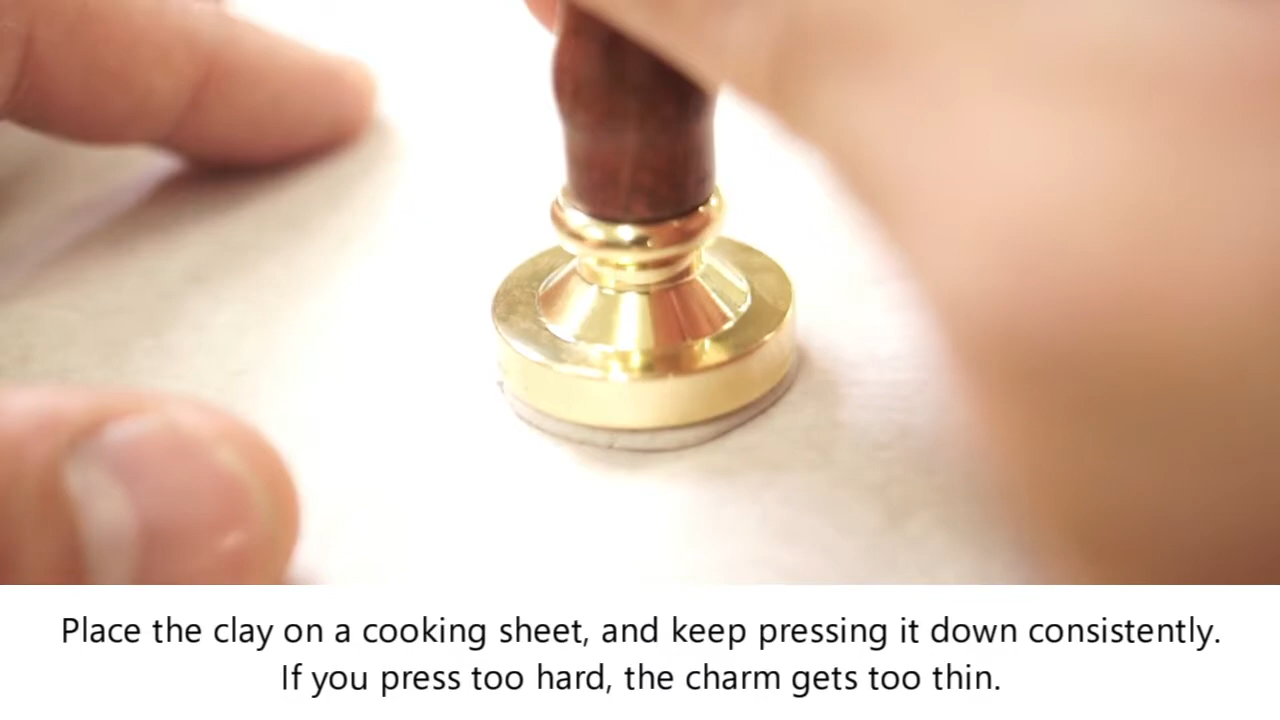 Place the clay on a cooking sheet, and keep pressing it down consistently.
If you press too hard, the charm gets too thin.